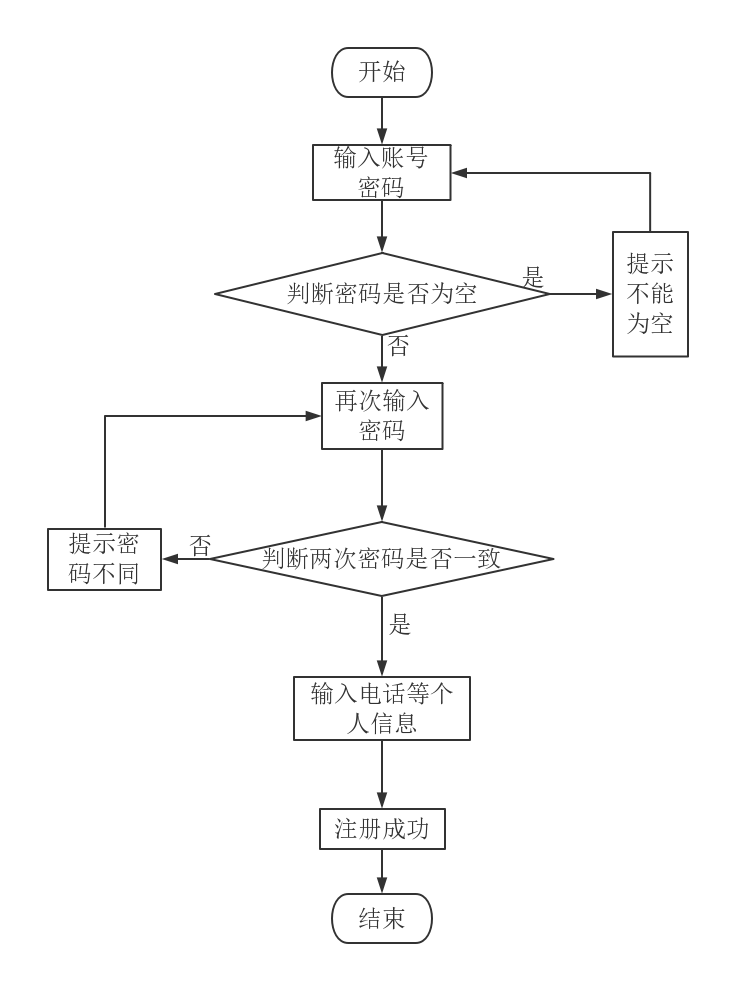 开始
输入账号
密码
判断密码是否为空
是
提示
不能
为空
否
再次输入
密码
提示密
码不同
否
判断两次密码是否一致
是
输入电话等个
人信息
注册成功
结束